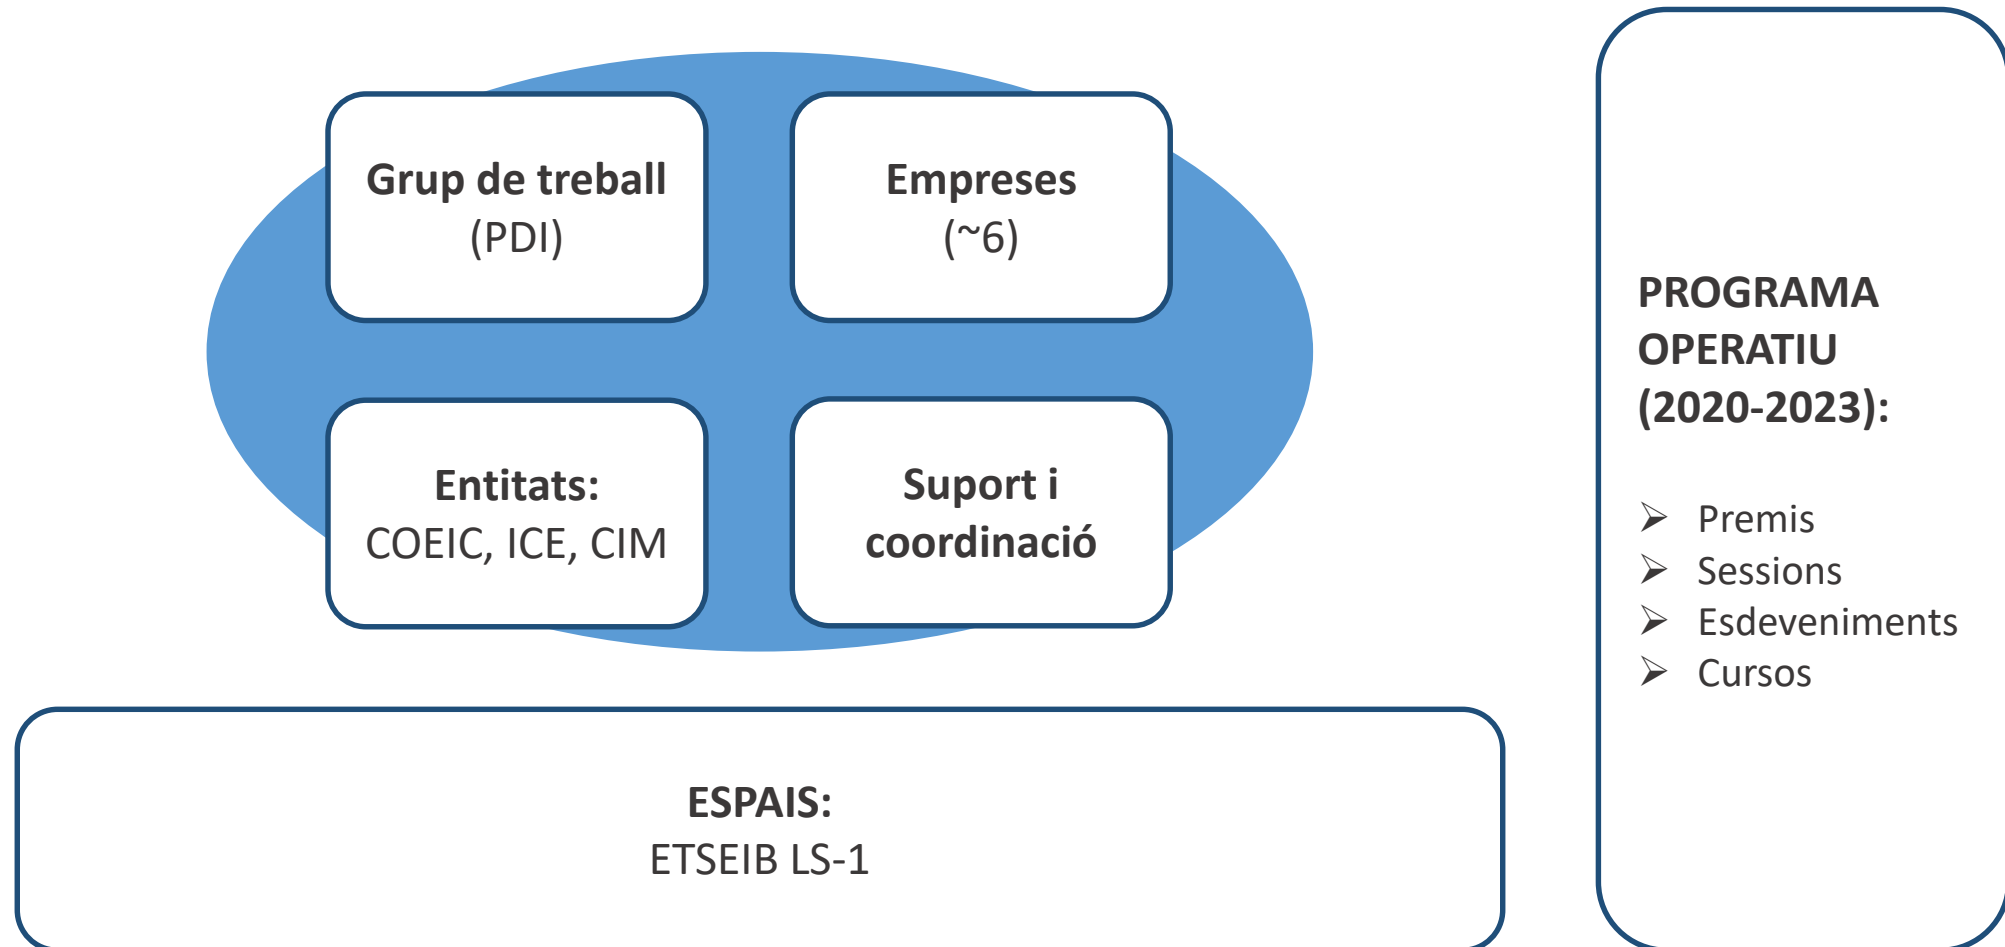 Grup de treball
(PDI)
Empreses
(~6)
Entitats:
COEIC, ICE, CIM
Suport i
coordinació
ESPAIS:
ETSEIB LS-1
PROGRAMA
OPERATIU
(2020-2023):
➢ Premis
➢ Sessions
➢ Esdeveniments
➢ Cursos